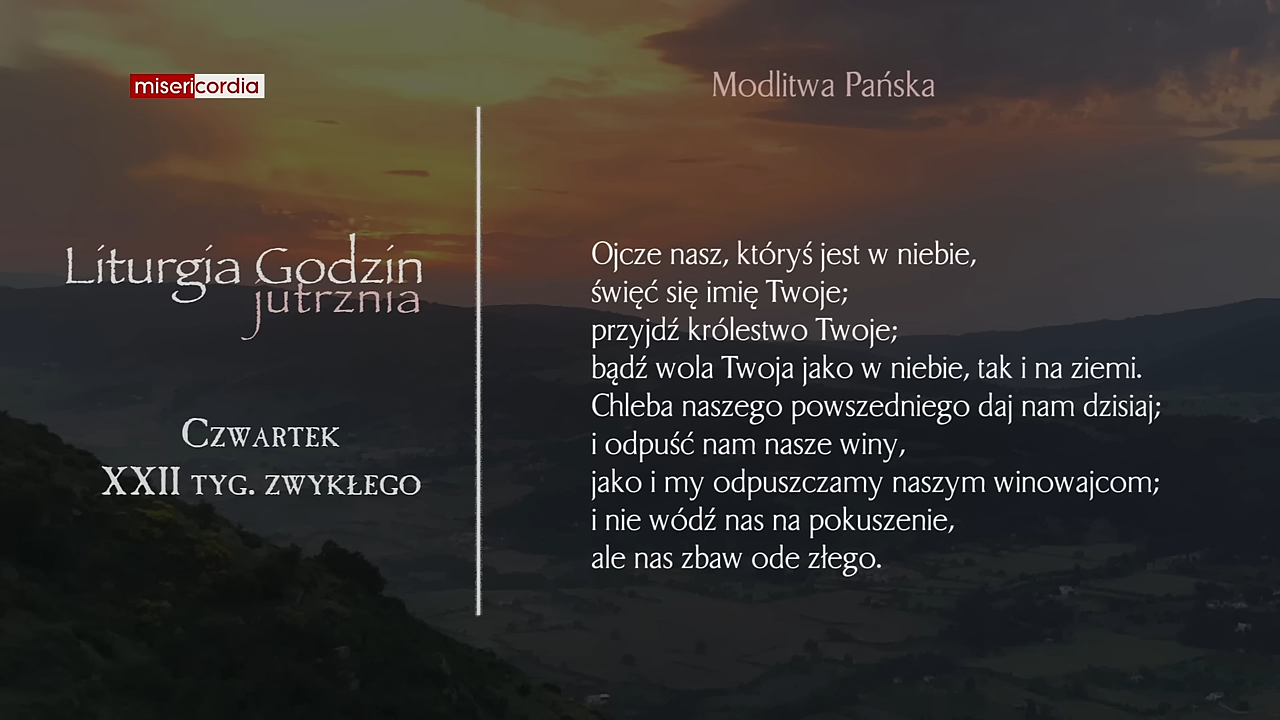 misericordia
Liturgia Godzin
jutrznia
Czwartek
XXII tyg. zwykłego
Modlitwa Pańska
Ojcze nasz, któryś jest w niebie,
święć się imię Twoje;
przyjdź królestwo Twoje;
bądź wola Twoja jako w niebie, tak i na ziemi.
Chleba naszego powszedniego daj nam dzisiaj;
i odpuść nam nasze winy,
jako i my odpuszczamy naszym winowajcom;
i nie wódź nas na pokuszenie,
ale nas zbaw ode złego.